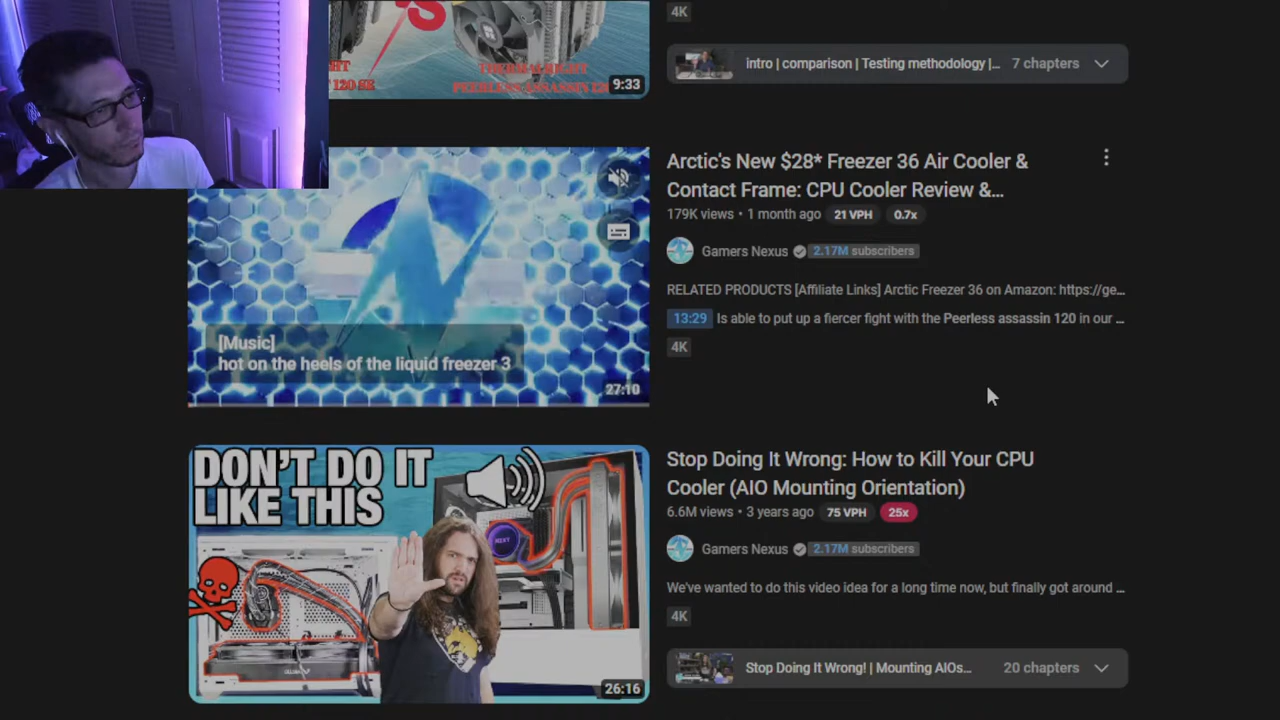 S
THERMALRIGHT
120 SE
PEERLESS ASSASSIN
9:33
4K
intro | comparison | Testing methodology |...
7 chapters
Arctic's New $28* Freezer 36 Air Cooler &
Contact Frame: CPU Cooler Review &...
179K views • 1 month ago
21 VPH
0.7x
Gamers Nexus
2.17M subscribers
RELATED PRODUCTS [Affiliate Links] Arctic Freezer 36 on Amazon: https://ge...
13:29 Is able to put up a fiercer fight with the Peerless assassin 120 in our ...
4K
[Music]
hot on the heels of the liquid freezer 3
27:10
DON'T DO IT
LIKE THIS
NZXT
26:16
Stop Doing It Wrong: How to Kill Your CPU
Cooler (AIO Mounting Orientation)
6.6M views • 3 years ago
75 VPH
25x
Gamers Nexus
2.17M subscribers
We've wanted to do this video idea for a long time now, but finally got around ...
4K
Stop Doing It Wrong! | Mounting AIOs...
20 chapters